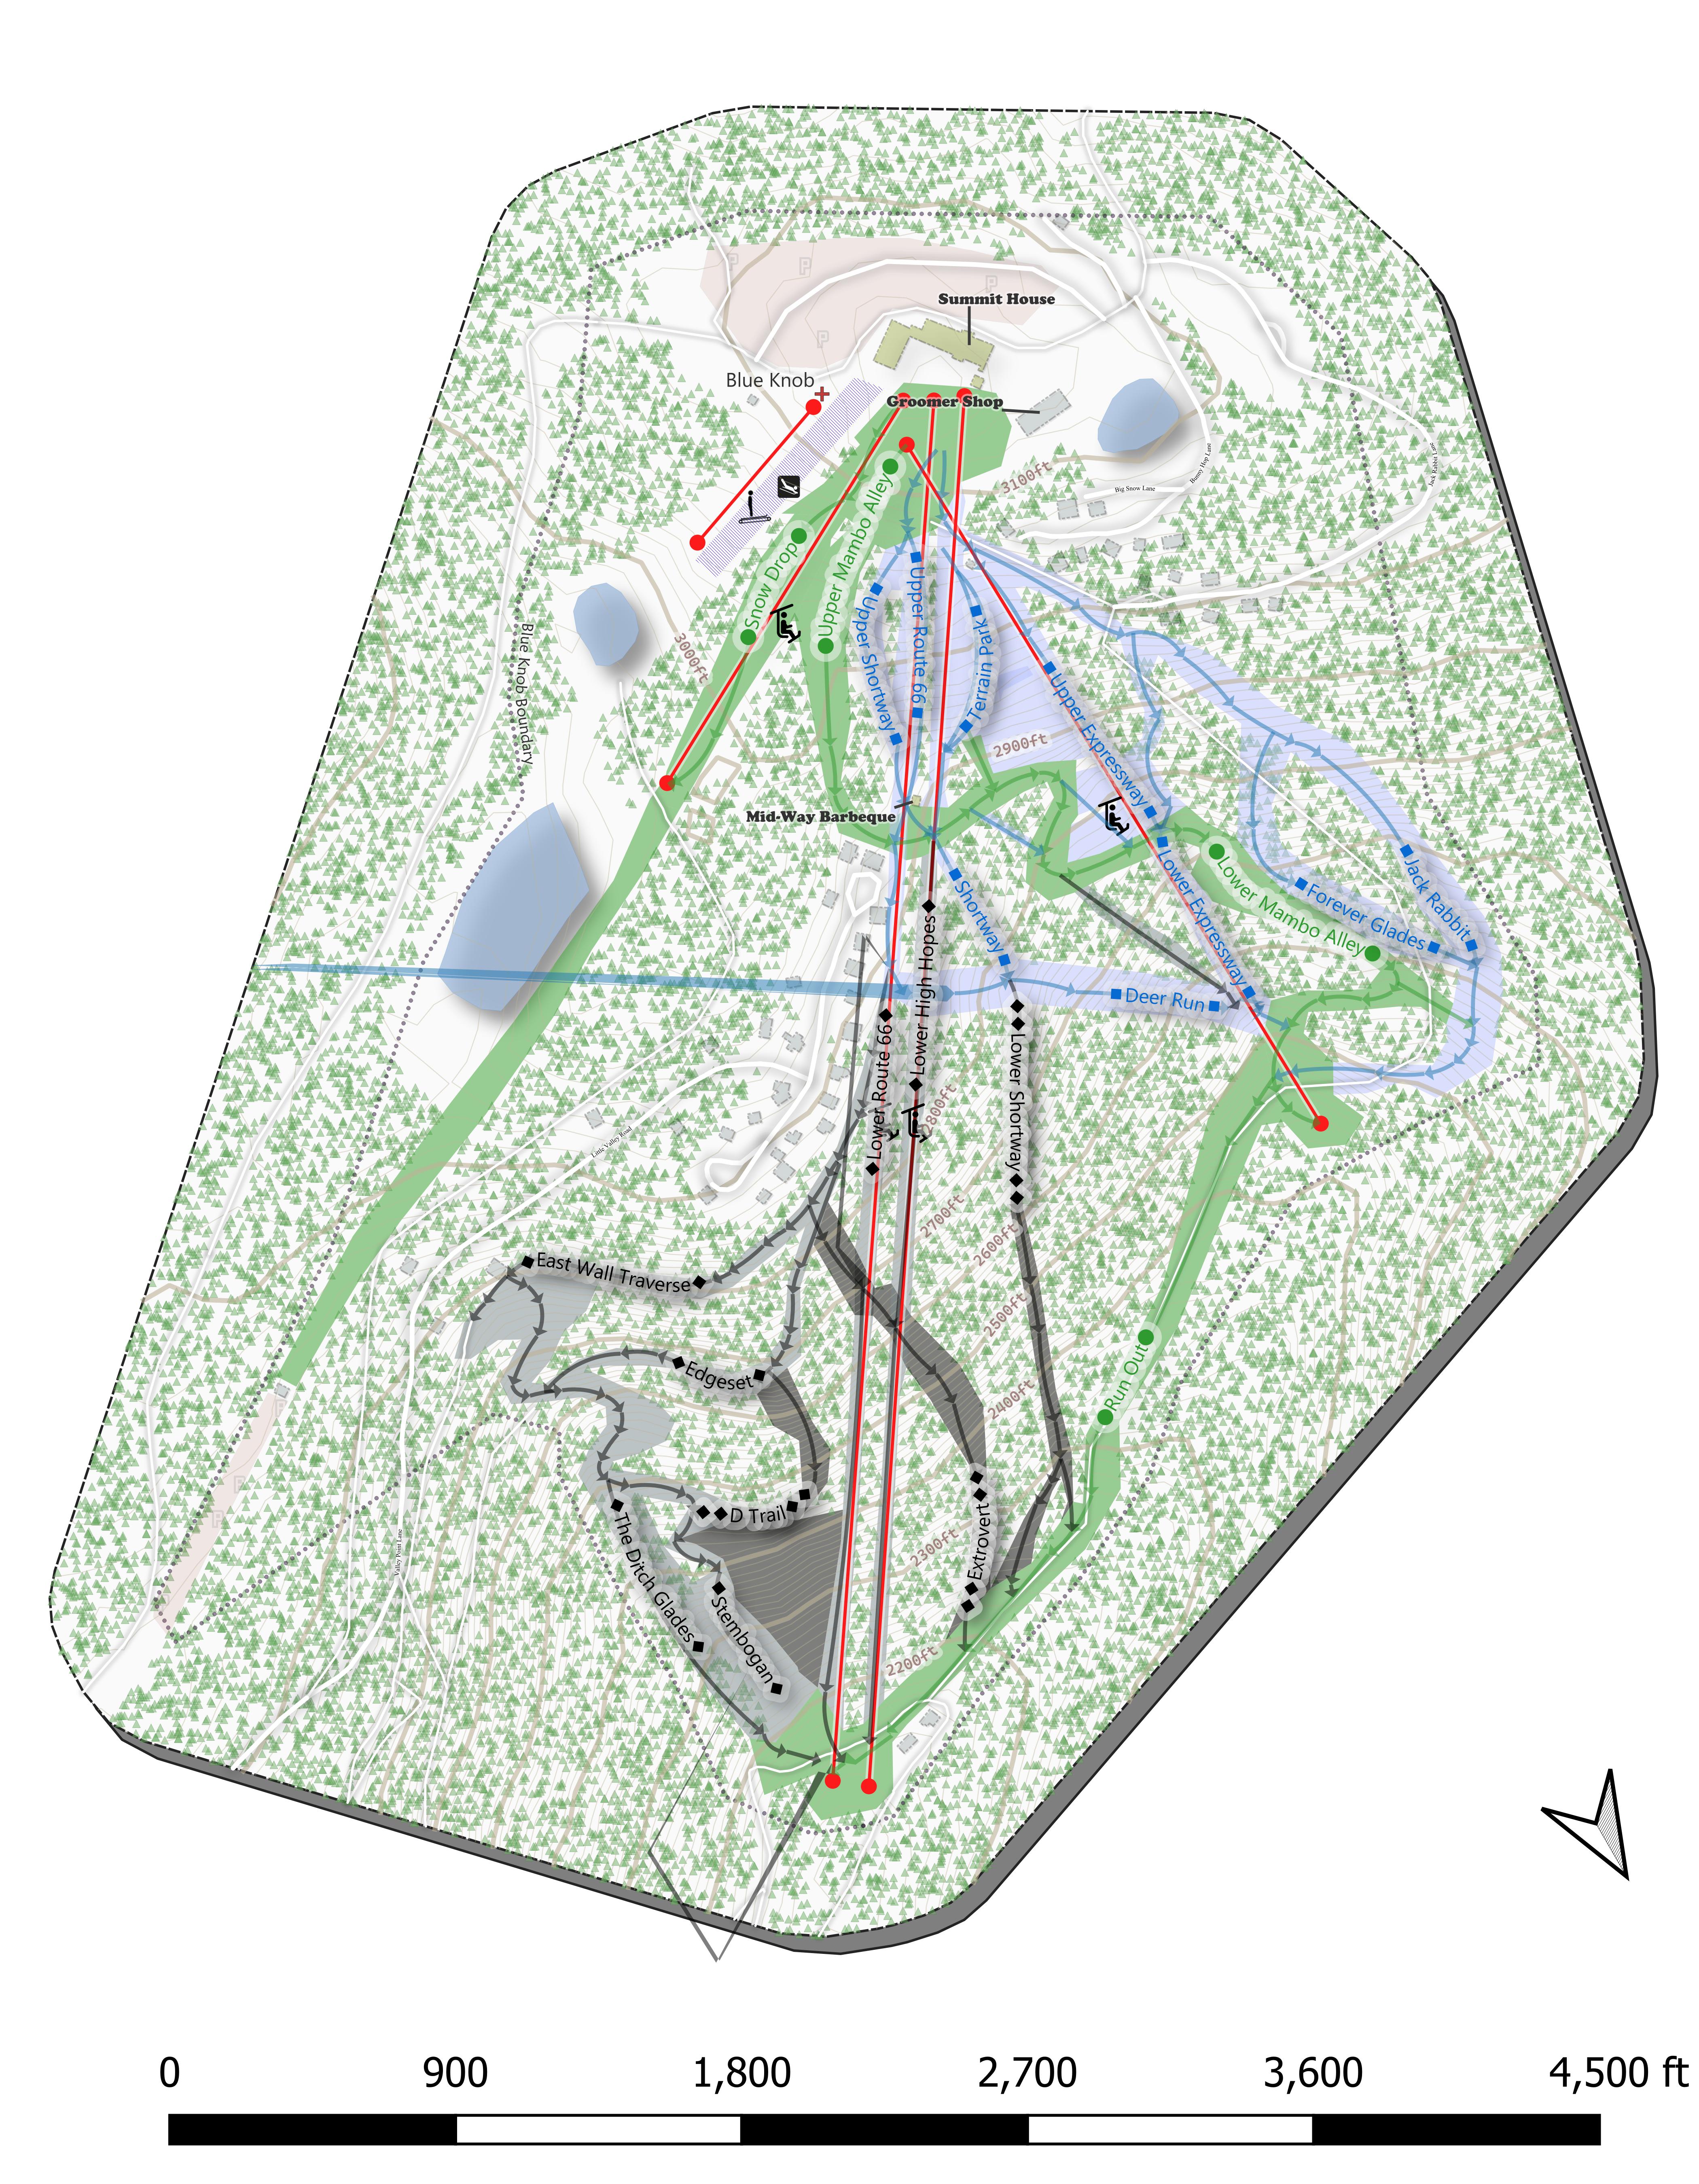 Summit House
P
P
P
P
Blue Knob
Groomer Shop
3100ft
Big Snow Lane
Bunny Hop Lane
Jack Rabbit Lane
Snow Drop
Upper Mambo Alley
Upper Shortway
Upper Route 66
Terrain Park
3000ft
Blue Knob Boundary
2900ft
Upper Expressway
Mid-Way Barbeque
Shortway
Lower Expressway
Lower Mambo Alley
Forever Glades
Jack Rabbit
Lower High Hopes
Deer Run
Lower Route 66
Lower Shortway
2800ft
Little Valley Road
2700ft
2600ft
East Wall Traverse
2500ft
Edgeset
Run Out
2400ft
P
P
P
D Trail
Extrovert
The Ditch Glades
2300ft
Valley Point Lane
Stembogan
2200ft
0 900 1,800 2,700 3,600 4,500 ft